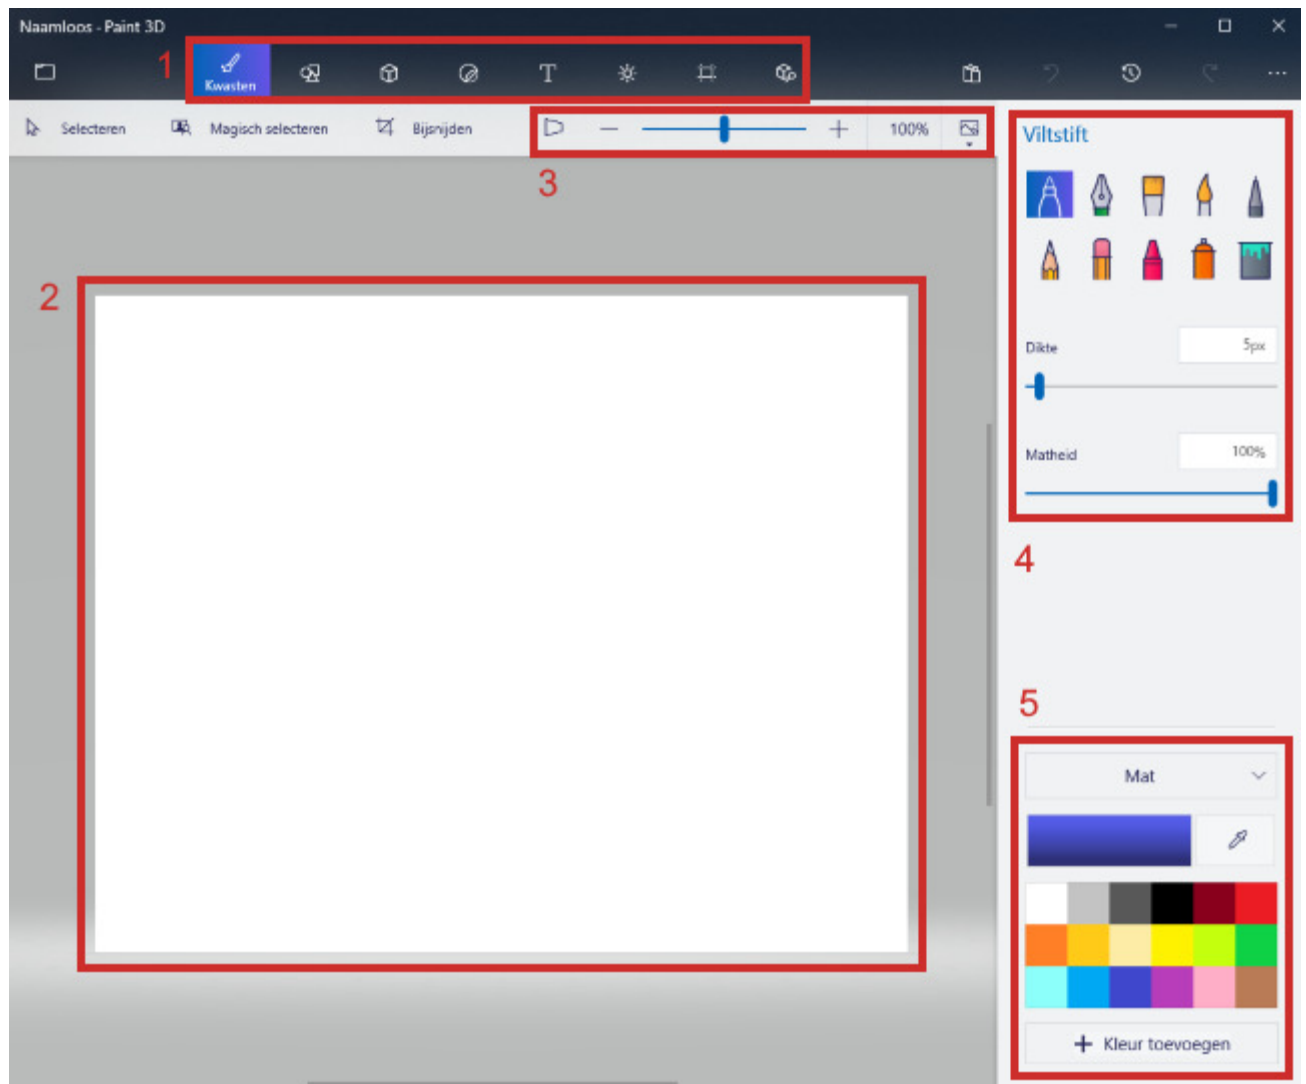 Naamloos - Paint 3D
1
Kwasten
Selecteren
Magisch selecteren
Bijsnijden
100%
3
2
Viltstift
Dikte
5px
Matheid
100%
4
5
Mat
Kleur toevoegen